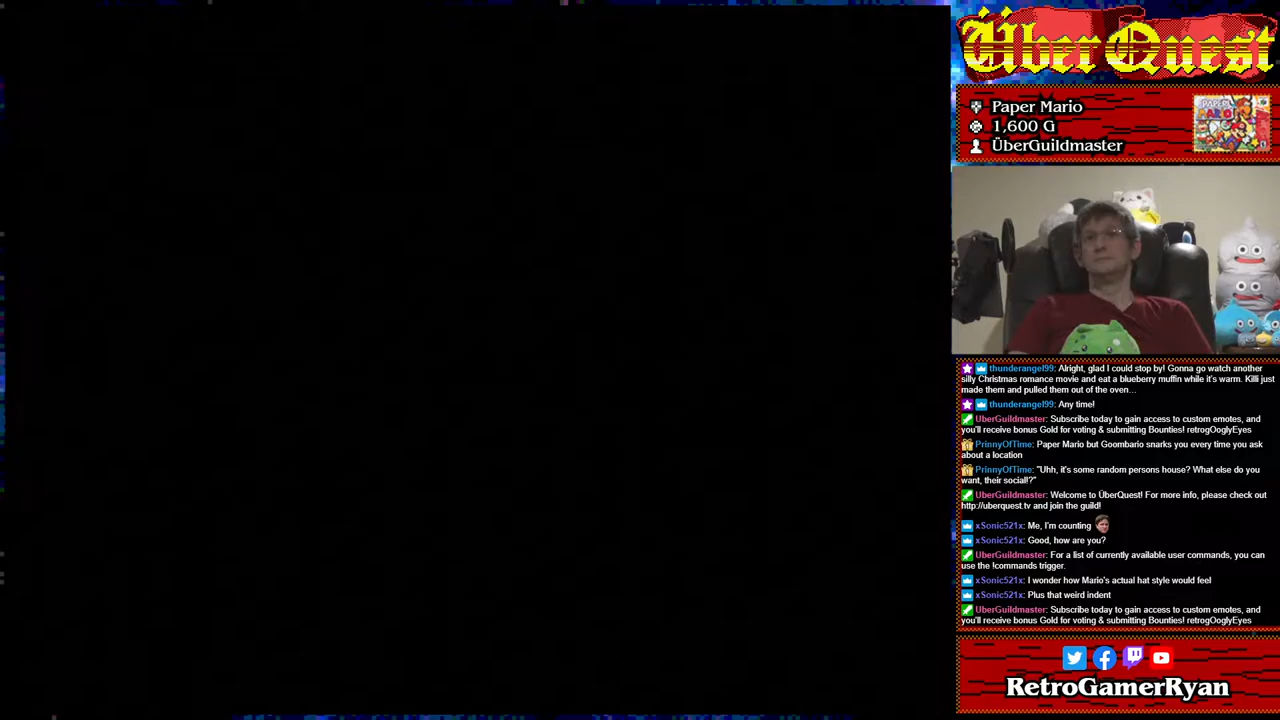 Über Quest
Paper Mario
1,600 G
ÜberGuildmaster
PAPER
MARIO
thunderangel99: Alright, glad I could stop by! Gonna go watch another
silly Christmas romance movie and eat a blueberry muffin while it's warm. Killi just
made them and pulled them out of the oven…
thunderangel99: Any time!
UberGuildmaster: Subscribe today to gain access to custom emotes, and
you'll receive bonus Gold for voting & submitting Bounties! retrogOoglyEyes
PrinnyOfTime: Paper Mario but Goombario snarks you every time you ask
about a location
PrinnyOfTime: "Uhh, it's some random persons house? What else do you
want, their social!?"
UberGuildmaster: Welcome to ÜberQuest! For more info, please check out
http://uberquest.tv and join the guild!
xSonic521x: Me, I'm counting
xSonic521x: Good, how are you?
UberGuildmaster: For a list of currently available user commands, you can
use the !commands trigger.
xSonic521x: I wonder how Mario's actual hat style would feel
xSonic521x: Plus that weird indent
UberGuildmaster: Subscribe today to gain access to custom emotes, and
you'll receive bonus Gold for voting & submitting Bounties! retrogOoglyEyes
RetroGamerRyan